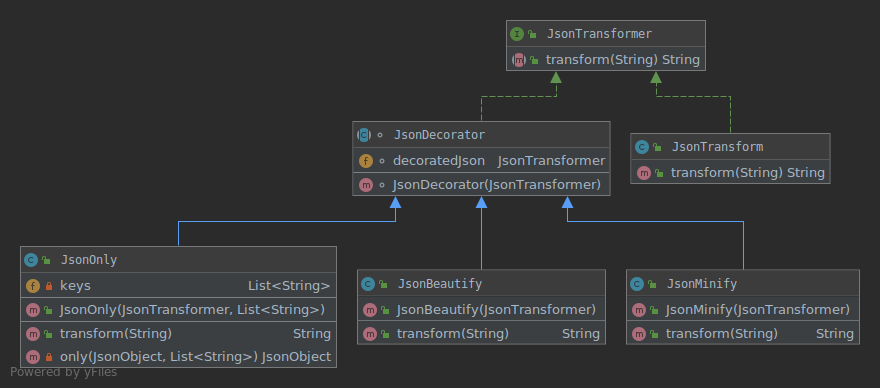 JsonTransformer
transform(String) String
JsonDecorator
decoratedJson JsonTransformer
JsonDecorator(JsonTransformer)
JsonTransform
transform(String) String
JsonOnly
keys List<String>
JsonOnly(JsonTransformer, List<String>)
transform(String) String
only(JsonObject, List<String>) JsonObject
JsonBeautify
JsonBeautify(JsonTransformer)
transform(String) String
JsonMinify
JsonMinify(JsonTransformer)
transform(String) String
Powered by yFiles